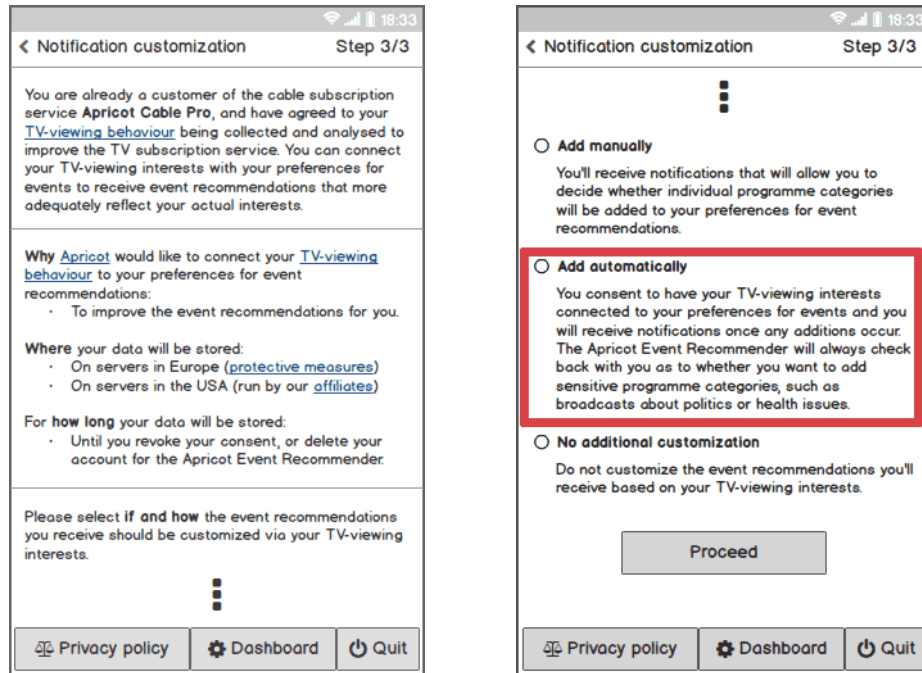 18:33
Notification customization Step 3/3
You are already a customer of the cable subscription
service Apricot Cable Pro, and have agreed to your
TV-viewing behaviour being collected and analysed to
improve the TV subscription service. You can connect
your TV-viewing interests with your preferences for
events to receive event recommendations that more
adequately reflect your actual interests.
Why Apricot would like to connect your TV-viewing
behaviour to your preferences for event
recommendations:
· To improve the event recommendations for you.
Where your data will be stored:
· On servers in Europe (protective measures)
· On servers in the USA (run by our affiliates)
For how long your data will be stored:
· Until you revoke your consent, or delete your
account for the Apricot Event Recommender.
Please select if and how the event recommendations
you receive should be customized via your TV-viewing
interests.
Privacy policy Dashboard Quit
18:33
Notification customization Step 3/3
Add manually
You'll receive notifications that will allow you to
decide whether individual programme categories
will be added to your preferences for event
recommendations.
Add automatically
You consent to have your TV-viewing interests
connected to your preferences for events and you
will receive notifications once any additions occur.
The Apricot Event Recommender will always check
back with you as to whether you want to add
sensitive programme categories, such as
broadcasts about politics or health issues.
No additional customization
Do not customize the event recommendations you'll
receive based on your TV-viewing interests.
Proceed
Privacy policy Dashboard Quit